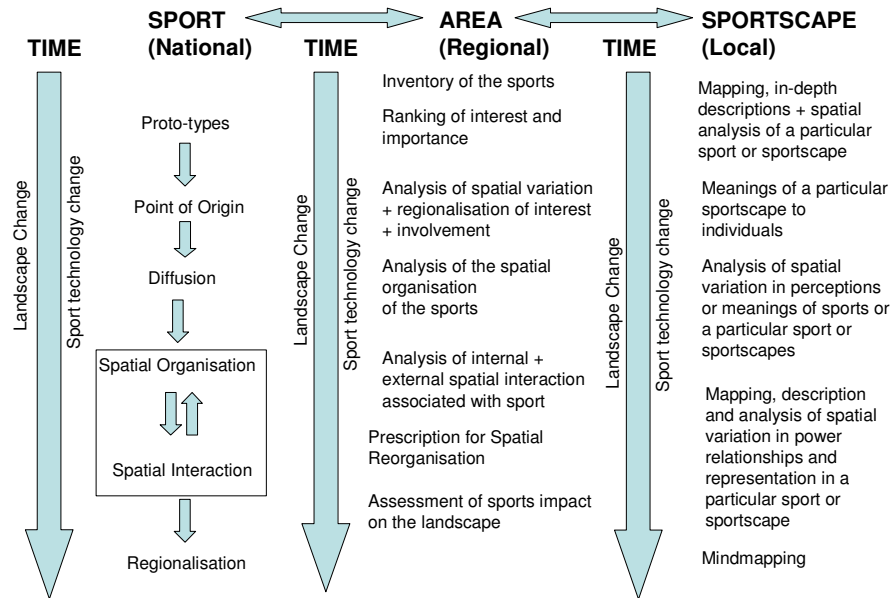 SPORT
(National)
AREA
(Regional)
SPORTSCAPE
(Local)
TIME
TIME
TIME
Landscape Change
Sport technology change
Proto-types
Point of Origin
Diffusion
Spatial Organisation
Spatial Interaction
Regionalisation
Landscape Change
Sport technology change
Inventory of the sports
Ranking of interest and
importance
Analysis of spatial variation
+ regionalisation of interest
+ involvement
Analysis of the spatial
organisation
of the sports
Analysis of internal +
external spatial interaction
associated with sport
Prescription for Spatial
Reorganisation
Assessment of sports impact
on the landscape
Landscape Change
Sport technology change
Mapping, in-depth
descriptions + spatial
analysis of a particular
sport or sportscape
Meanings of a particular
sportscape to
individuals
Analysis of spatial
variation in perceptions
or meanings of sports or
a particular sport or
sportscapes
Mapping, description
and analysis of spatial
variation in power
relationships and
representation in a
particular sport or
sportscape
Mindmapping